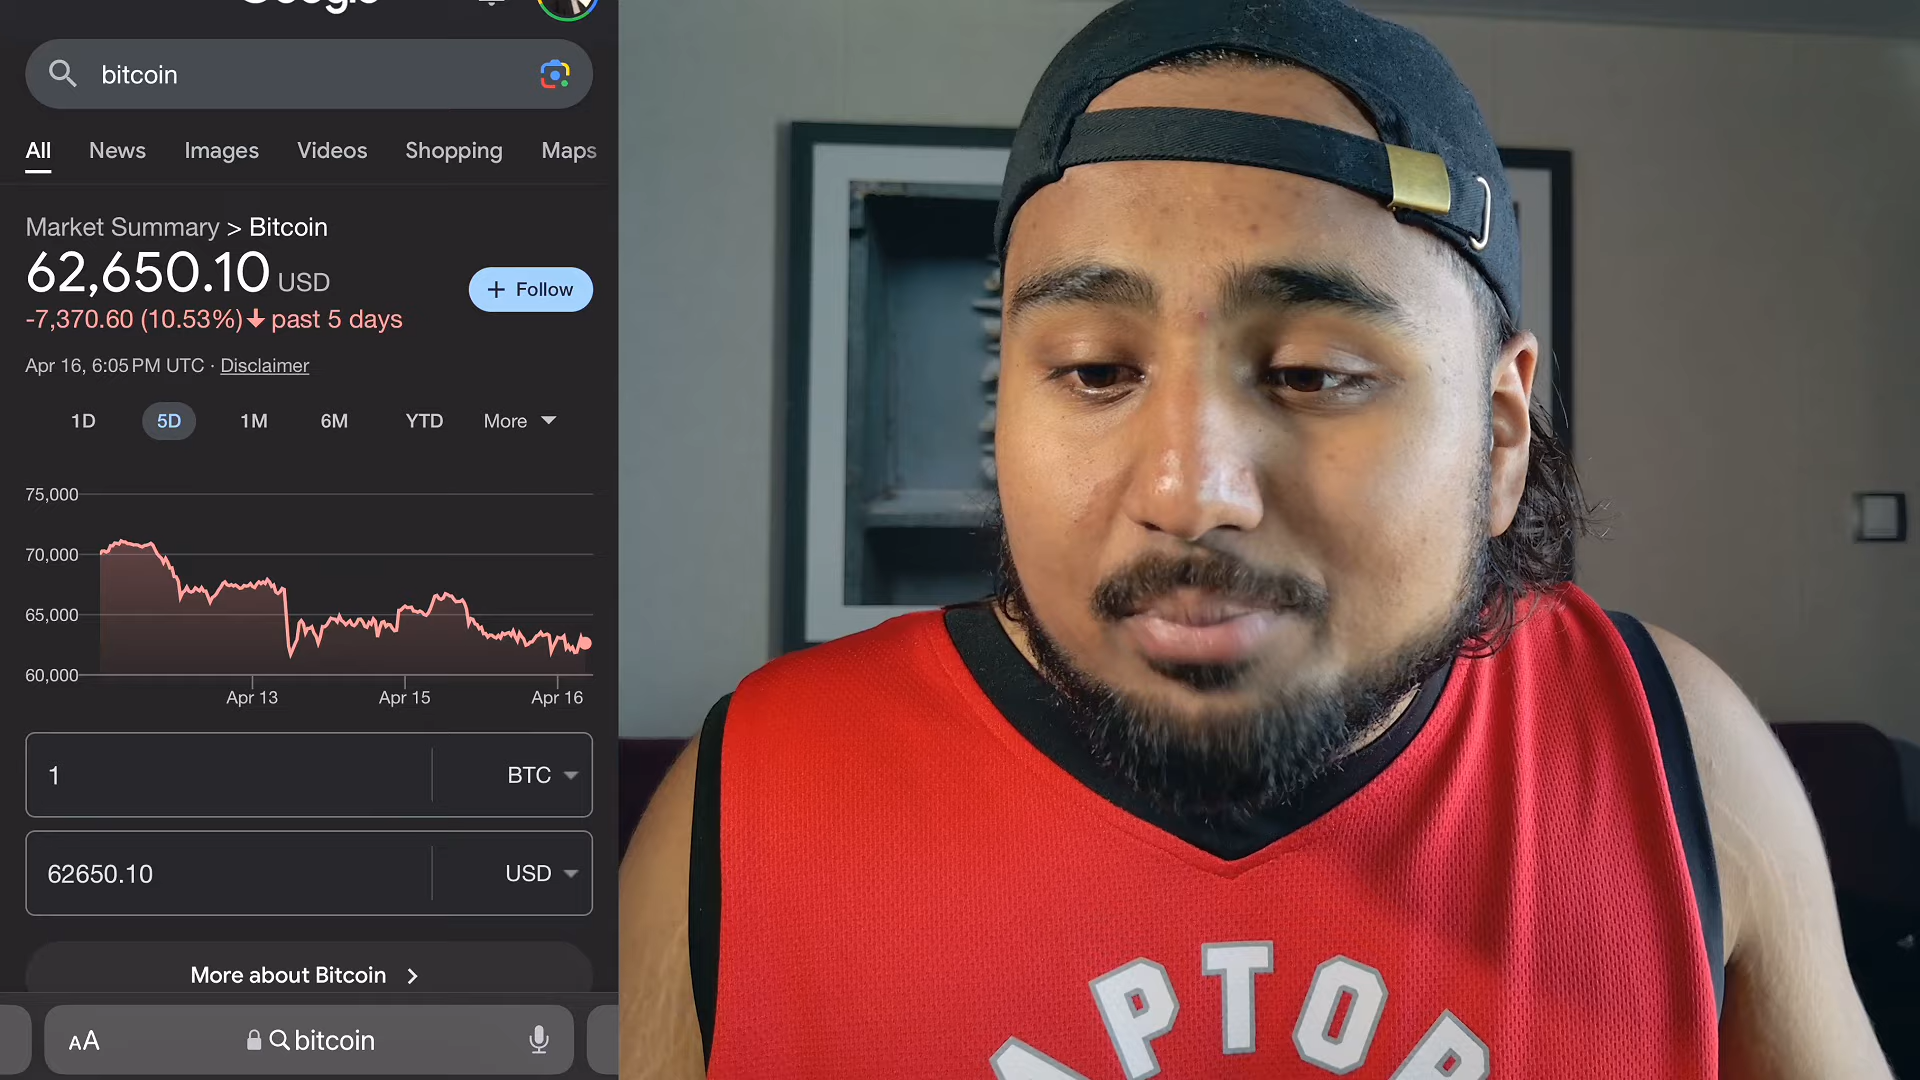 Google
bitcoin
All News Images Videos Shopping Maps
Market Summary > Bitcoin
62,650.10 USD
+ Follow
-7,370.60 (10.53%) past 5 days
Apr 16, 6:05 PM UTC · Disclaimer
1D 5D 1M 6M YTD More
75,000
70,000
65,000
60,000
Apr 13 Apr 15 Apr 16
1 BTC
62650.10 USD
More about Bitcoin
AA bitcoin
APTOR